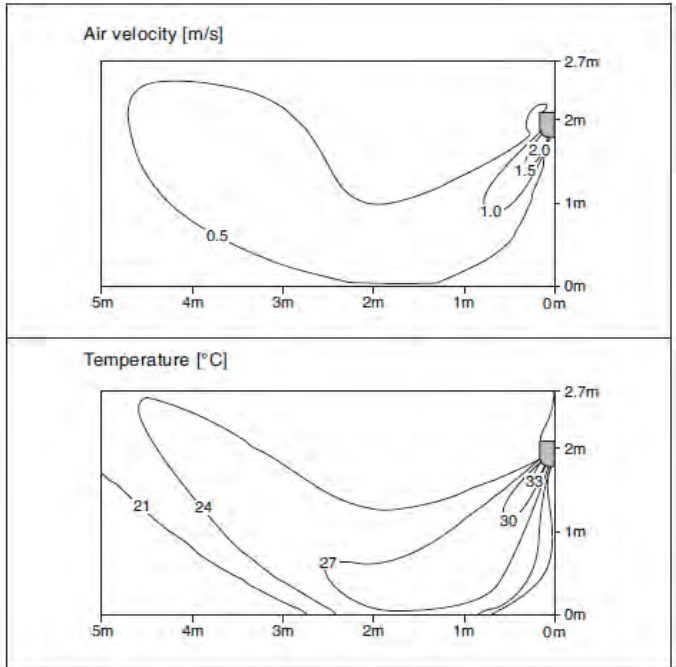 Air velocity [m/s]
2.7m
2m
2.0
1.5
1.0
1m
0.5
0m
5m 4m 3m 2m 1m 0m
Temperature [°C]
2.7m
2m
33
21 24 30
1m
27
0m
5m 4m 3m 2m 1m 0m